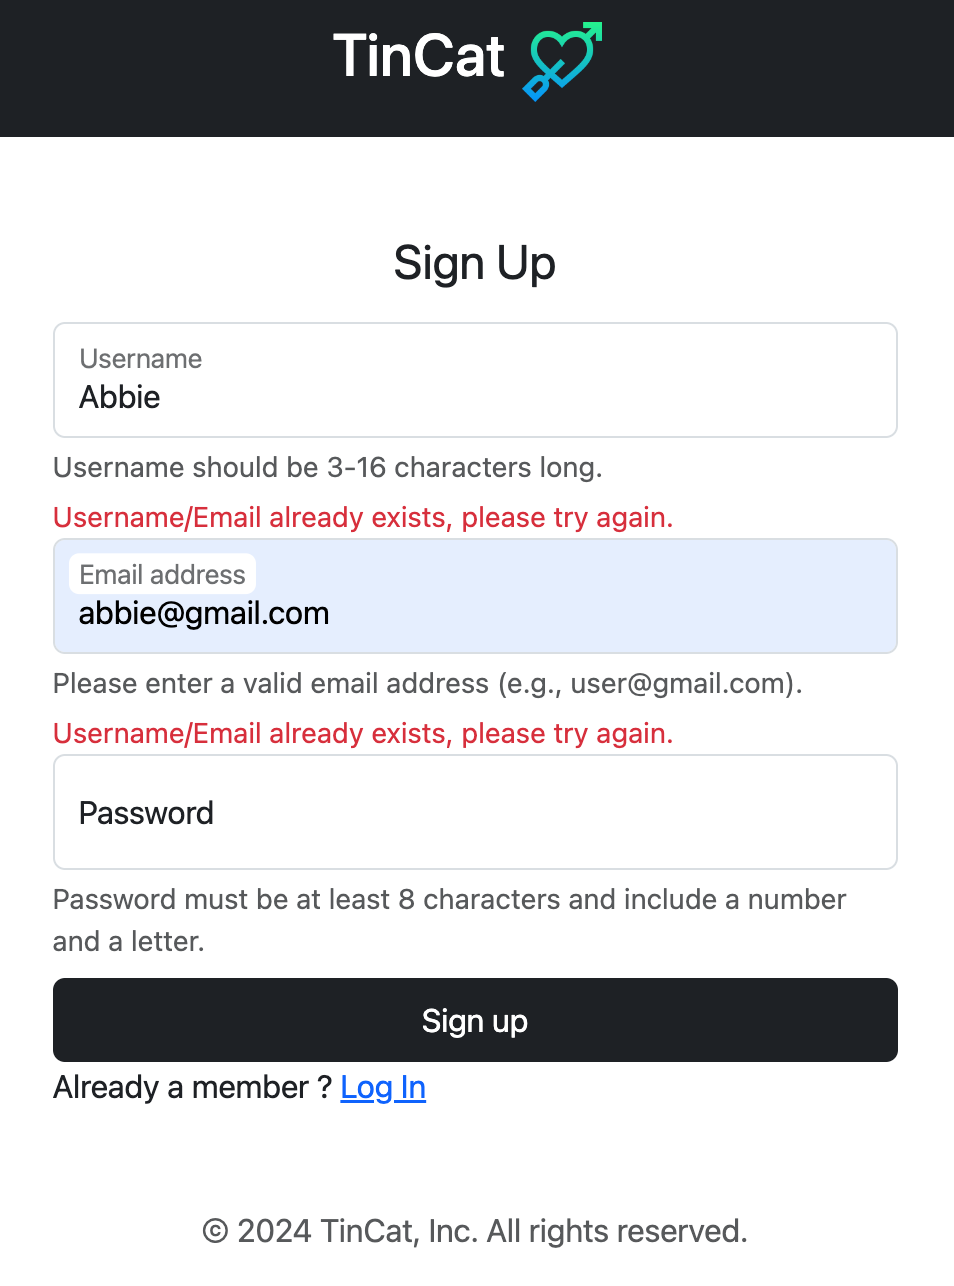 TinCat
Sign Up
Username
Abbie
Username should be 3-16 characters long.
Username/Email already exists, please try again.
Email address
abbie@gmail.com
Please enter a valid email address (e.g., user@gmail.com).
Username/Email already exists, please try again.
Password
Password must be at least 8 characters and include a number
and a letter.
Sign up
Already a member ? Log In
© 2024 TinCat, Inc. All rights reserved.